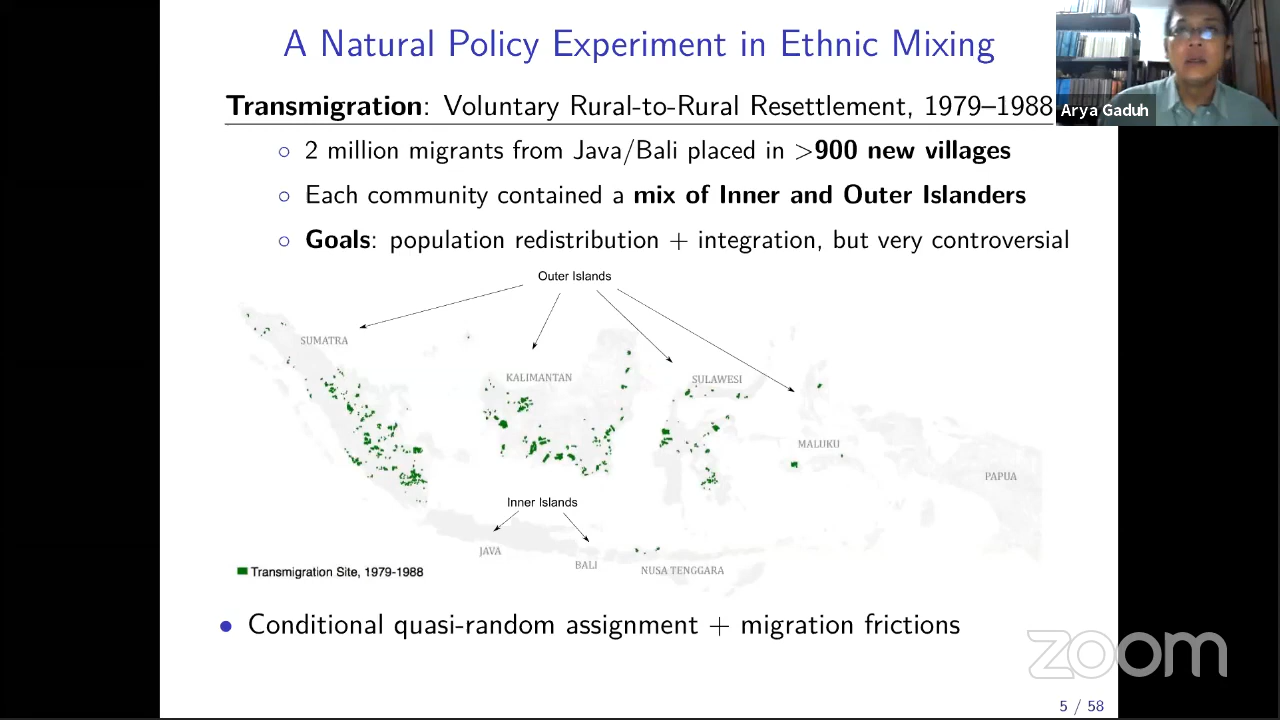 A Natural Policy Experiment in Ethnic Mixing
Arya Gaduh
Transmigration: Voluntary Rural-to-Rural Resettlement, 1979–1988
○ 2 million migrants from Java/Bali placed in >900 new villages
○ Each community contained a mix of Inner and Outer Islanders
○ Goals: population redistribution + integration, but very controversial
Outer Islands
SUMATRA
KALIMANTAN
SULAWESI
MALUKU
PAPUA
Inner Islands
JAVA
BALI
NUSA TENGGARA
Transmigration Site, 1979-1988
• Conditional quasi-random assignment + migration frictions
zoom
5 / 58